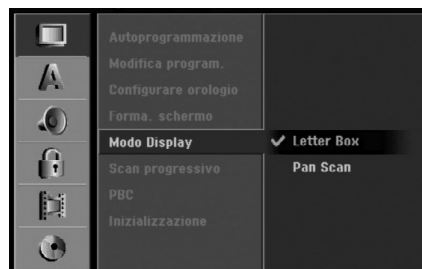 Autoprogrammazione
Modifica program.
Configurare orologio
Forma. schermo
Modo Display
✔ Letter Box
Scan progressivo
Pan Scan
PBC
Inizializzazione
A